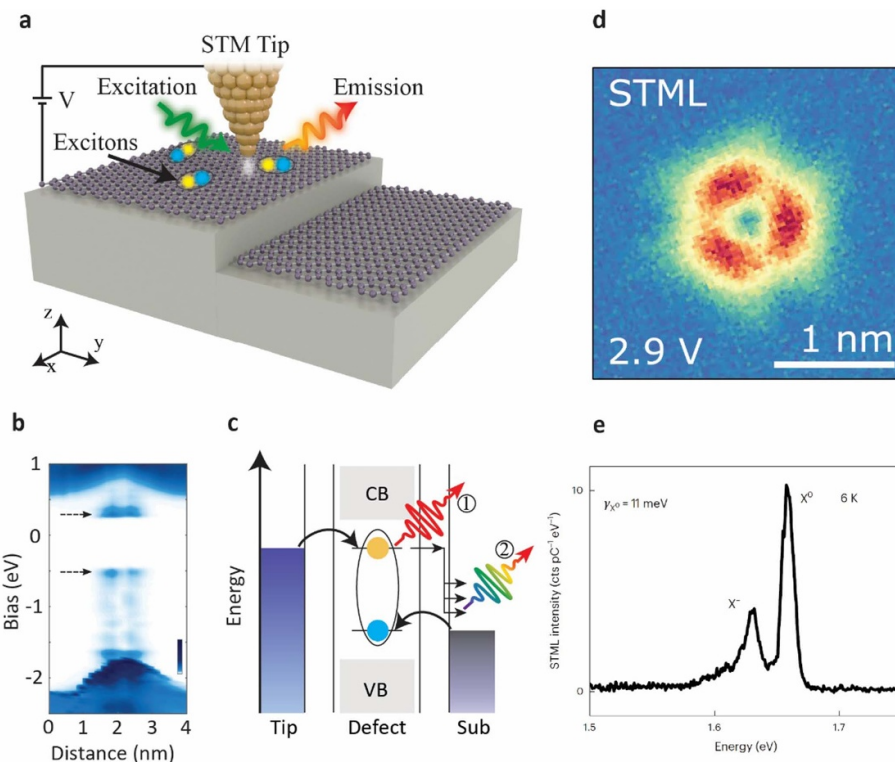 a
STM Tip
Excitation
Emission
V
Excitons
z
y
x
d
STML
2.9 V
1 nm
b
1
0
-1
-2
Bias (eV)
0 1 2 3 4
Distance (nm)
c
Energy
CB
VB
①
②
Tip
Defect
Sub
e
STML intensity (cts pC⁻¹ eV⁻¹)
10
0
γX⁰ = 11 meV
X⁰
6 K
X⁻
1.5 1.6 1.7
Energy (eV)